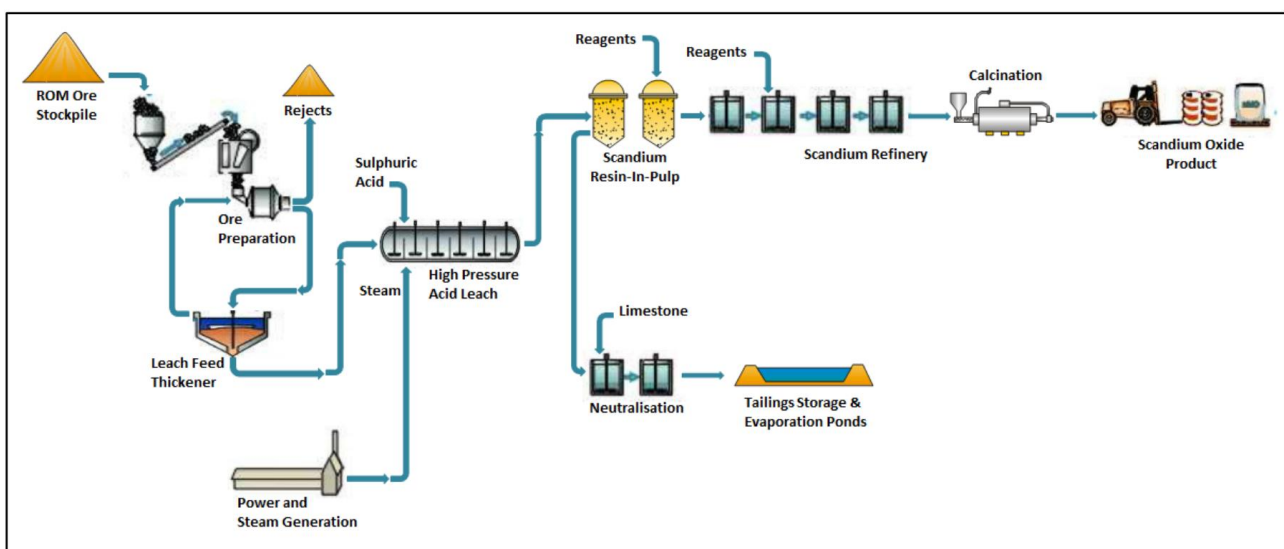 ROM Ore
Stockpile
Rejects
Ore
Preparation
Leach Feed
Thickener
Sulphuric
Acid
Steam
High Pressure
Acid Leach
Power and
Steam Generation
Reagents
Reagents
Scandium
Resin-In-Pulp
Scandium Refinery
Calcination
Scandium Oxide
Product
Limestone
Neutralisation
Tailings Storage &
Evaporation Ponds